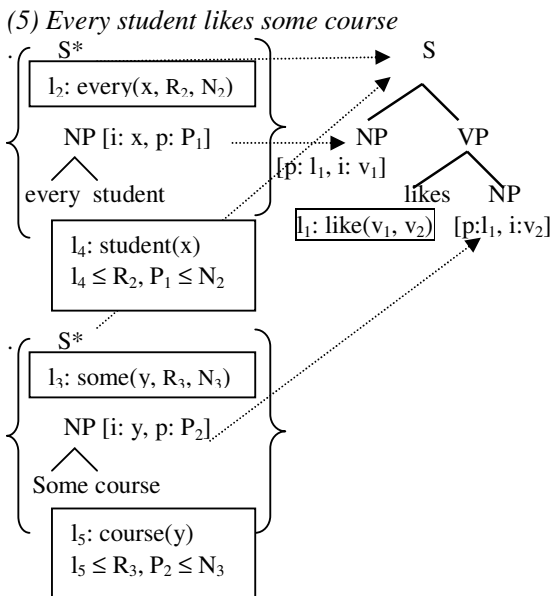 (5) Every student likes some course
. S* S
l₂: every(x, R₂, N₂)
NP [i: x, p: P₁] NP VP
[p: l₁, i: v₁]
every student likes NP
l₁: like(v₁, v₂) [p:l₁, i:v₂]
l₄: student(x)
l₄ ≤ R₂, P₁ ≤ N₂
. S*
l₃: some(y, R₃, N₃)
NP [i: y, p: P₂]
Some course
l₅: course(y)
l₅ ≤ R₃, P₂ ≤ N₃